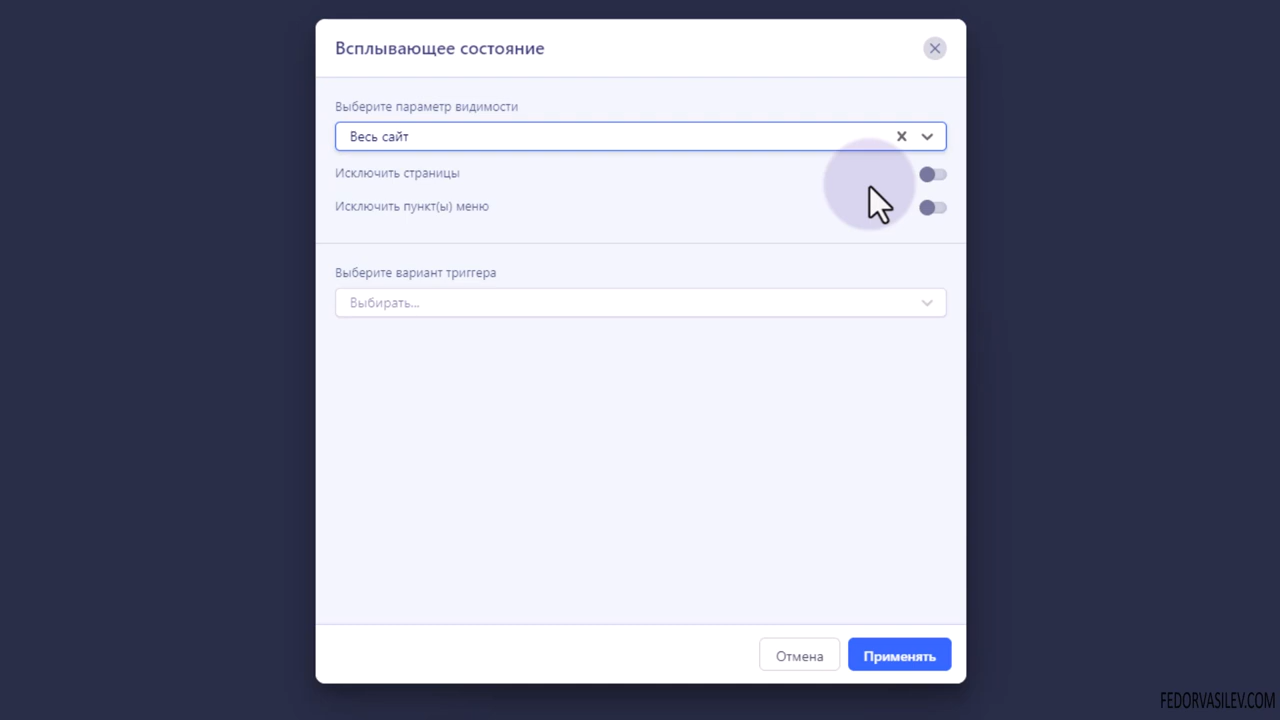 Всплывающее состояние
Выберите параметр видимости
Весь сайт
Исключить страницы
Исключить пункт(ы) меню
Выберите вариант триггера
Выбирать...
Отмена
Применять
FEDORVASILEV.COM